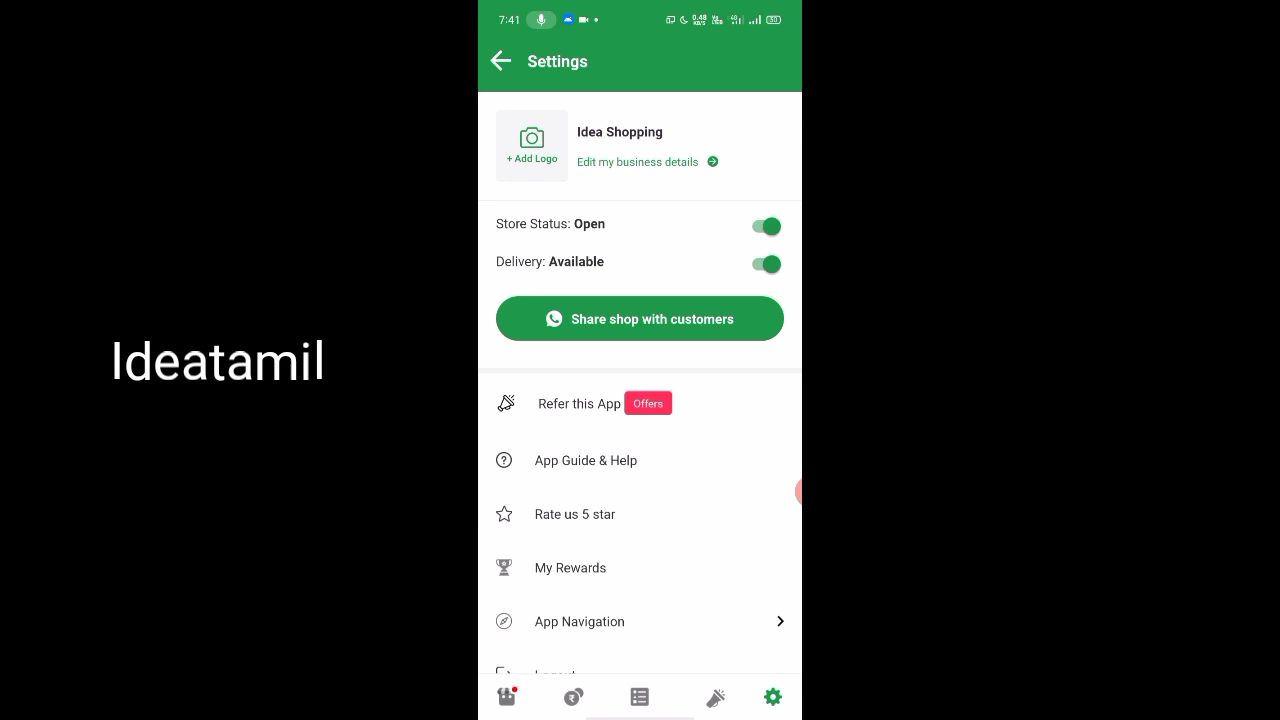 7:41
Settings
+ Add Logo
Idea Shopping
Edit my business details
Store Status: Open
Delivery: Available
Ideatamil
Share shop with customers
Refer this App Offers
App Guide & Help
Rate us 5 star
My Rewards
App Navigation